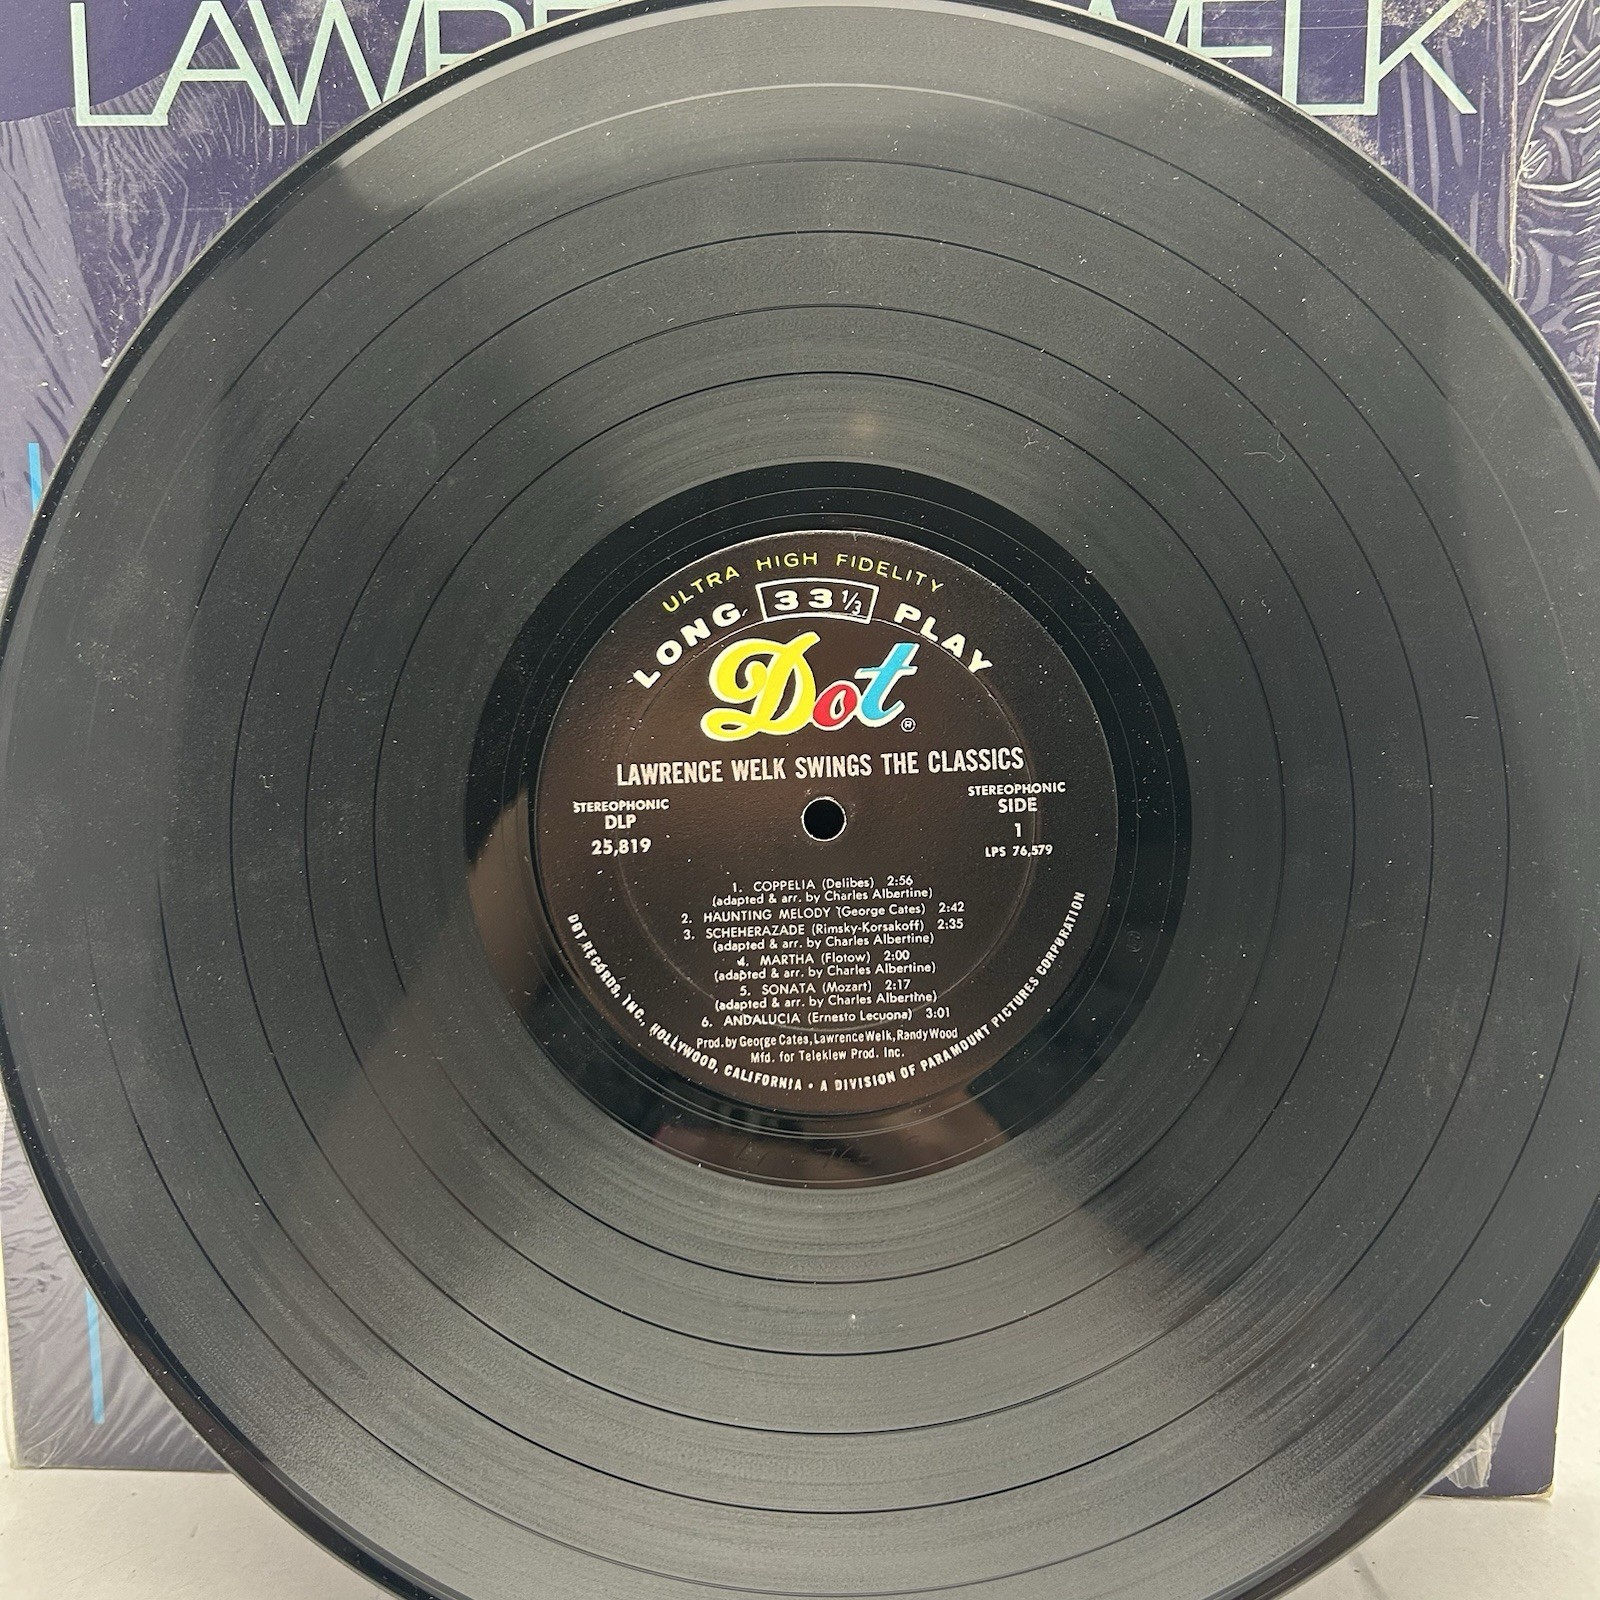 LAWRE WELK
ULTRA HIGH FIDELITY
LONG 33 1/3 PLAY
Dot ®
LAWRENCE WELK SWINGS THE CLASSICS
STEREOPHONIC
DLP
25,819
STEREOPHONIC
SIDE
1
LPS 76,579
1. COPPELIA (Delibes) 2:56
(adapted & arr. by Charles Albertine)
2. HAUNTING MELODY (George Cates) 2:42
3. SCHEHERAZADE (Rimsky-Korsakoff) 2:35
(adapted & arr. by Charles Albertine)
4. MARTHA (Flotow) 2:00
(adapted & arr. by Charles Albertine)
5. SONATA (Mozart) 2:17
(adapted & arr. by Charles Albertine)
6. ANDALUCIA (Ernesto Lecuona) 3:01
Prod. by George Cates, Lawrence Welk, Randy Wood
Mfd. for Teleklew Prod. Inc.
DOT RECORDS, INC., HOLLYWOOD, CALIFORNIA • A DIVISION OF PARAMOUNT PICTURES CORPORATION